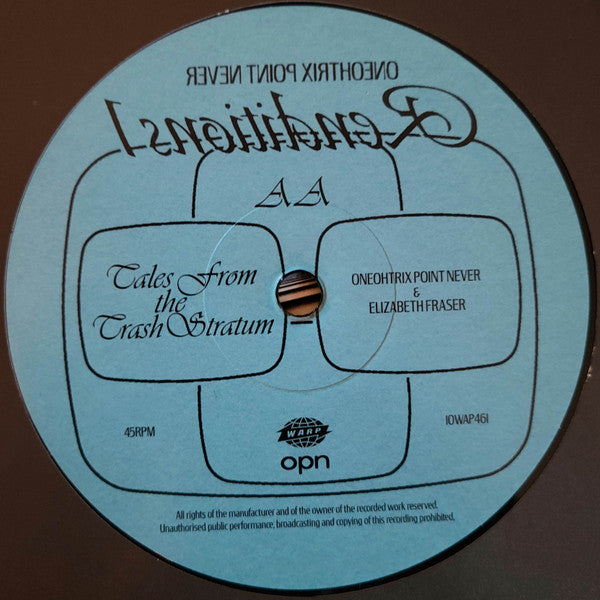 ONEOHTRIX POINT NEVER
Renditions I
AA
Tales From
the
Trash Stratum
ONEOHTRIX POINT NEVER
&
ELIZABETH FRASER
45RPM
10WAP461
WARP
opn
All rights of the manufacturer and of the owner of the recorded work reserved.
Unauthorised public performance, broadcasting and copying of this recording prohibited.